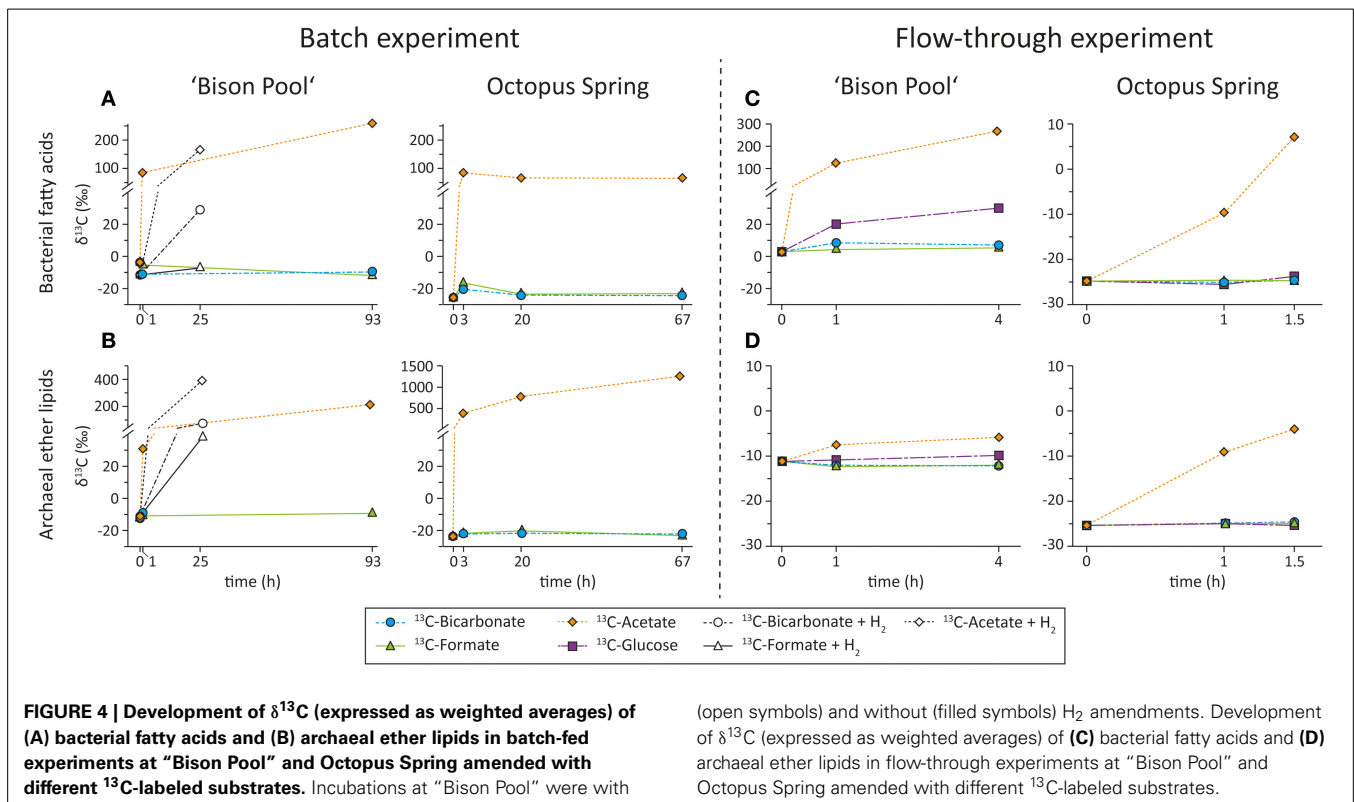 Batch experiment
Flow-through experiment
'Bison Pool'
Octopus Spring
'Bison Pool'
Octopus Spring
A
C
Bacterial fatty acids
δ13C (‰)
200
100
20
0
-20
0 1 25 93
200
100
20
0
-20
0 3 20 67
300
200
100
40
20
0
-20
0 1 4
10
0
-10
-20
-30
0 1 1.5
B
D
Archaeal ether lipids
δ13C (‰)
400
200
20
0
-20
0 1 25 93
time (h)
1500
1000
500
20
0
-20
0 3 20 67
time (h)
10
5
0
-5
-10
-15
-20
-25
-30
0 1 4
time (h)
10
0
-10
-20
-30
0 1 1.5
time (h)
13C-Bicarbonate 13C-Acetate 13C-Bicarbonate + H2 13C-Acetate + H2
13C-Formate 13C-Glucose 13C-Formate + H2
FIGURE 4 | Development of δ13C (expressed as weighted averages) of
(A) bacterial fatty acids and (B) archaeal ether lipids in batch-fed
experiments at “Bison Pool” and Octopus Spring amended with
different 13C-labeled substrates. Incubations at “Bison Pool” were with
(open symbols) and without (filled symbols) H2 amendments. Development
of δ13C (expressed as weighted averages) of (C) bacterial fatty acids and (D)
archaeal ether lipids in flow-through experiments at “Bison Pool” and
Octopus Spring amended with different 13C-labeled substrates.